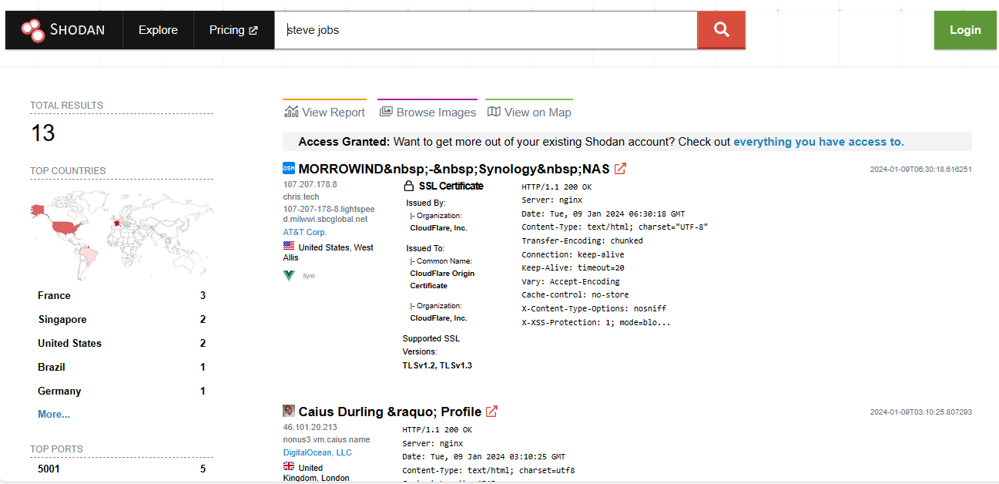 SHODAN Explore Pricing steve jobs Login
TOTAL RESULTS
13
TOP COUNTRIES
France 3
Singapore 2
United States 2
Brazil 1
Germany 1
More...
TOP PORTS
5001 5
View Report Browse Images View on Map
Access Granted: Want to get more out of your existing Shodan account? Check out everything you have access to.
DSM MORROWIND&nbsp;-&nbsp;Synology&nbsp;NAS
2024-01-09T06:30:18.616251
107.207.178.8
chris.tech
107-207-178-8.lightspee
d.milwwi.sbcglobal.net
AT&T Corp.
United States, West
Allis
Syno
SSL Certificate
Issued By:
|- Organization:
CloudFlare, Inc.
Issued To:
|- Common Name:
CloudFlare Origin
Certificate
|- Organization:
CloudFlare, Inc.
Supported SSL
Versions:
TLSv1.2, TLSv1.3
HTTP/1.1 200 OK
Server: nginx
Date: Tue, 09 Jan 2024 06:30:18 GMT
Content-Type: text/html; charset="UTF-8"
Transfer-Encoding: chunked
Connection: keep-alive
Keep-Alive: timeout=20
Vary: Accept-Encoding
Cache-control: no-store
X-Content-Type-Options: nosniff
X-XSS-Protection: 1; mode=blo...
Caius Durling &raquo; Profile
2024-01-09T03:10:25.807293
46.101.20.213
nonus3.vm.caius.name
DigitalOcean, LLC
United
Kingdom, London
HTTP/1.1 200 OK
Server: nginx
Date: Tue, 09 Jan 2024 03:10:25 GMT
Content-Type: text/html; charset=utf8